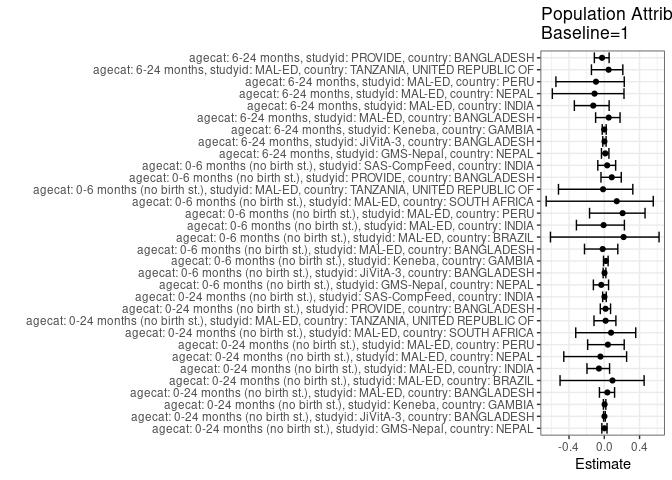 Population Attrib
Baseline=1
agecat: 6-24 months, studyid: PROVIDE, country: BANGLADESH
agecat: 6-24 months, studyid: MAL-ED, country: TANZANIA, UNITED REPUBLIC OF
agecat: 6-24 months, studyid: MAL-ED, country: PERU
agecat: 6-24 months, studyid: MAL-ED, country: NEPAL
agecat: 6-24 months, studyid: MAL-ED, country: INDIA
agecat: 6-24 months, studyid: MAL-ED, country: BANGLADESH
agecat: 6-24 months, studyid: Keneba, country: GAMBIA
agecat: 6-24 months, studyid: JiVitA-3, country: BANGLADESH
agecat: 6-24 months, studyid: GMS-Nepal, country: NEPAL
agecat: 0-6 months (no birth st.), studyid: SAS-CompFeed, country: INDIA
agecat: 0-6 months (no birth st.), studyid: PROVIDE, country: BANGLADESH
agecat: 0-6 months (no birth st.), studyid: MAL-ED, country: TANZANIA, UNITED REPUBLIC OF
agecat: 0-6 months (no birth st.), studyid: MAL-ED, country: SOUTH AFRICA
agecat: 0-6 months (no birth st.), studyid: MAL-ED, country: PERU
agecat: 0-6 months (no birth st.), studyid: MAL-ED, country: INDIA
agecat: 0-6 months (no birth st.), studyid: MAL-ED, country: BRAZIL
agecat: 0-6 months (no birth st.), studyid: MAL-ED, country: BANGLADESH
agecat: 0-6 months (no birth st.), studyid: Keneba, country: GAMBIA
agecat: 0-6 months (no birth st.), studyid: JiVitA-3, country: BANGLADESH
agecat: 0-6 months (no birth st.), studyid: GMS-Nepal, country: NEPAL
agecat: 0-24 months (no birth st.), studyid: SAS-CompFeed, country: INDIA
agecat: 0-24 months (no birth st.), studyid: PROVIDE, country: BANGLADESH
agecat: 0-24 months (no birth st.), studyid: MAL-ED, country: TANZANIA, UNITED REPUBLIC OF
agecat: 0-24 months (no birth st.), studyid: MAL-ED, country: SOUTH AFRICA
agecat: 0-24 months (no birth st.), studyid: MAL-ED, country: PERU
agecat: 0-24 months (no birth st.), studyid: MAL-ED, country: NEPAL
agecat: 0-24 months (no birth st.), studyid: MAL-ED, country: INDIA
agecat: 0-24 months (no birth st.), studyid: MAL-ED, country: BRAZIL
agecat: 0-24 months (no birth st.), studyid: MAL-ED, country: BANGLADESH
agecat: 0-24 months (no birth st.), studyid: Keneba, country: GAMBIA
agecat: 0-24 months (no birth st.), studyid: JiVitA-3, country: BANGLADESH
agecat: 0-24 months (no birth st.), studyid: GMS-Nepal, country: NEPAL
-0.4 0.0 0.4
Estimate